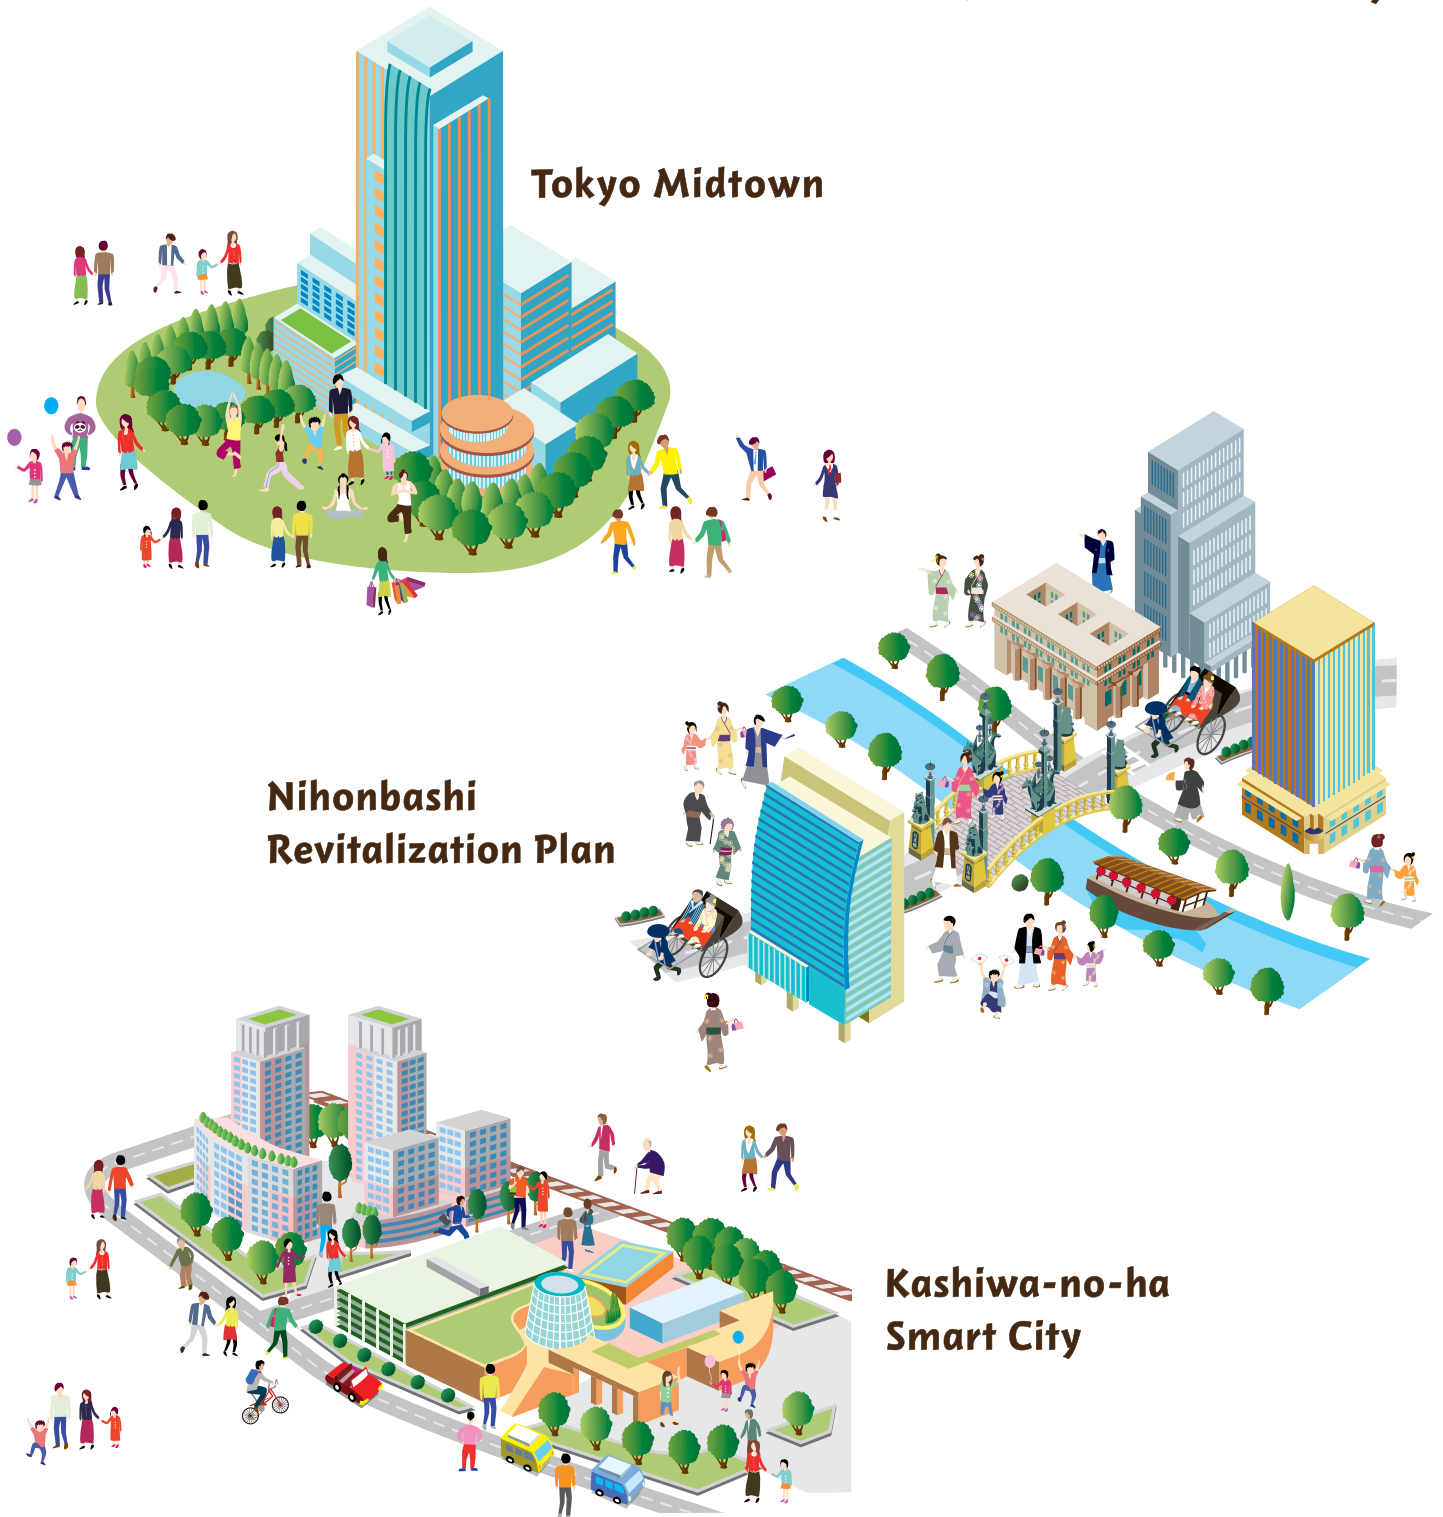 Tokyo Midtown
Nihonbashi
Revitalization Plan
Kashiwa-no-ha
Smart City